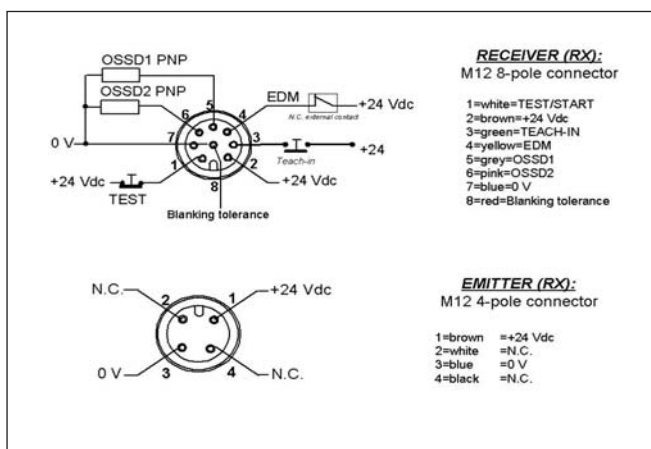 OSSD1 PNP
OSSD2 PNP
EDM
+24 Vdc
N.C. external contact
5
4
6
0 V
7
3
+24
Teach-in
+24 Vdc
1
2
+24 Vdc
TEST
8
Blanking tolerance
RECEIVER (RX):
M12 8-pole connector
1=white=TEST/START
2=brown=+24 Vdc
3=green=TEACH-IN
4=yellow=EDM
5=grey=OSSD1
6=pink=OSSD2
7=blue=0 V
8=red=Blanking tolerance
N.C.
2
1
+24 Vdc
0 V
3
4
N.C.
EMITTER (RX):
M12 4-pole connector
1=brown =+24 Vdc
2=white =N.C.
3=blue =0 V
4=black =N.C.